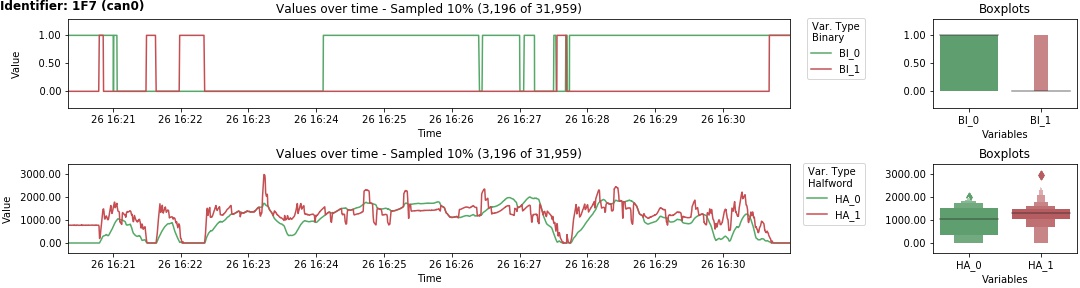 Identifier: 1F7 (can0)
Values over time - Sampled 10% (3,196 of 31,959)
Boxplots
Value
1.00
0.50
0.00
26 16:21 26 16:22 26 16:23 26 16:24 26 16:25 26 16:26 26 16:27 26 16:28 26 16:29 26 16:30
Time
Var. Type
Binary
BI_0
BI_1
1.00
0.50
0.00
BI_0 BI_1
Variables
Values over time - Sampled 10% (3,196 of 31,959)
Boxplots
Value
3000.00
2000.00
1000.00
0.00
26 16:21 26 16:22 26 16:23 26 16:24 26 16:25 26 16:26 26 16:27 26 16:28 26 16:29 26 16:30
Time
Var. Type
Halfword
HA_0
HA_1
3000.00
2000.00
1000.00
0.00
HA_0 HA_1
Variables